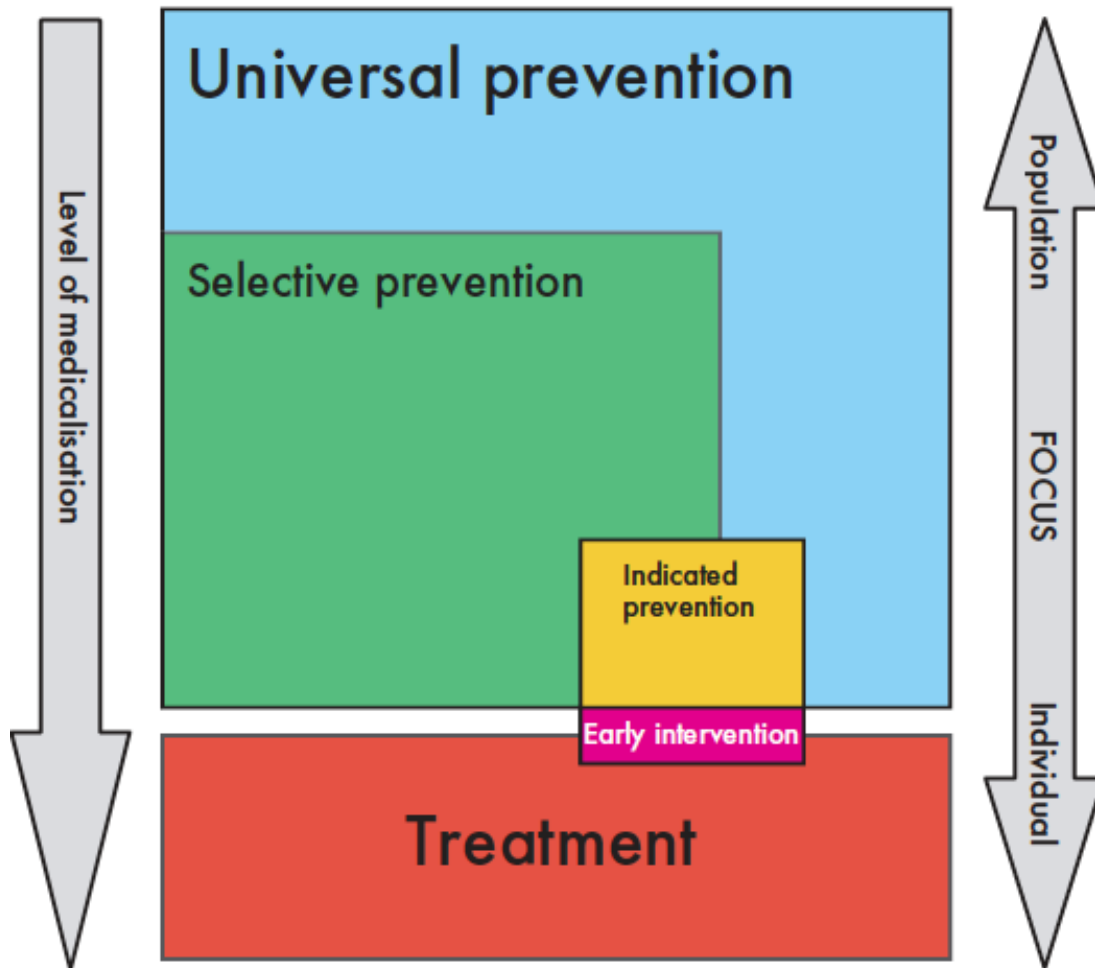 Universal prevention
Level of medicalisation
Population
Selective prevention
FOCUS
Indicated
prevention
Individual
Early intervention
Treatment